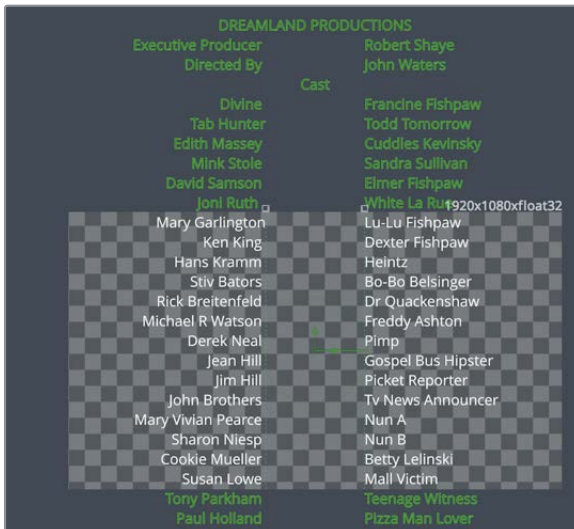 DREAMLAND PRODUCTIONS
Executive Producer Robert Shaye
Directed By John Waters
Cast
Divine Francine Fishpaw
Tab Hunter Todd Tomorrow
Edith Massey Cuddles Kevinsky
Mink Stole Sandra Sullivan
David Samson Elmer Fishpaw
Joni Ruth White La Rue
1920x1080xfloat32
Mary Garlington Lu-Lu Fishpaw
Ken King Dexter Fishpaw
Hans Kramm Heintz
Stiv Bators Bo-Bo Belsinger
Rick Breitenfeld Dr Quackenshaw
Michael R Watson Freddy Ashton
Derek Neal Pimp
Jean Hill Gospel Bus Hipster
Jim Hill Picket Reporter
John Brothers Tv News Announcer
Mary Vivian Pearce Nun A
Sharon Niesp Nun B
Cookie Mueller Betty Lelinski
Susan Lowe Mall Victim
Tony Parkham Teenage Witness
Paul Holland Pizza Man Lover